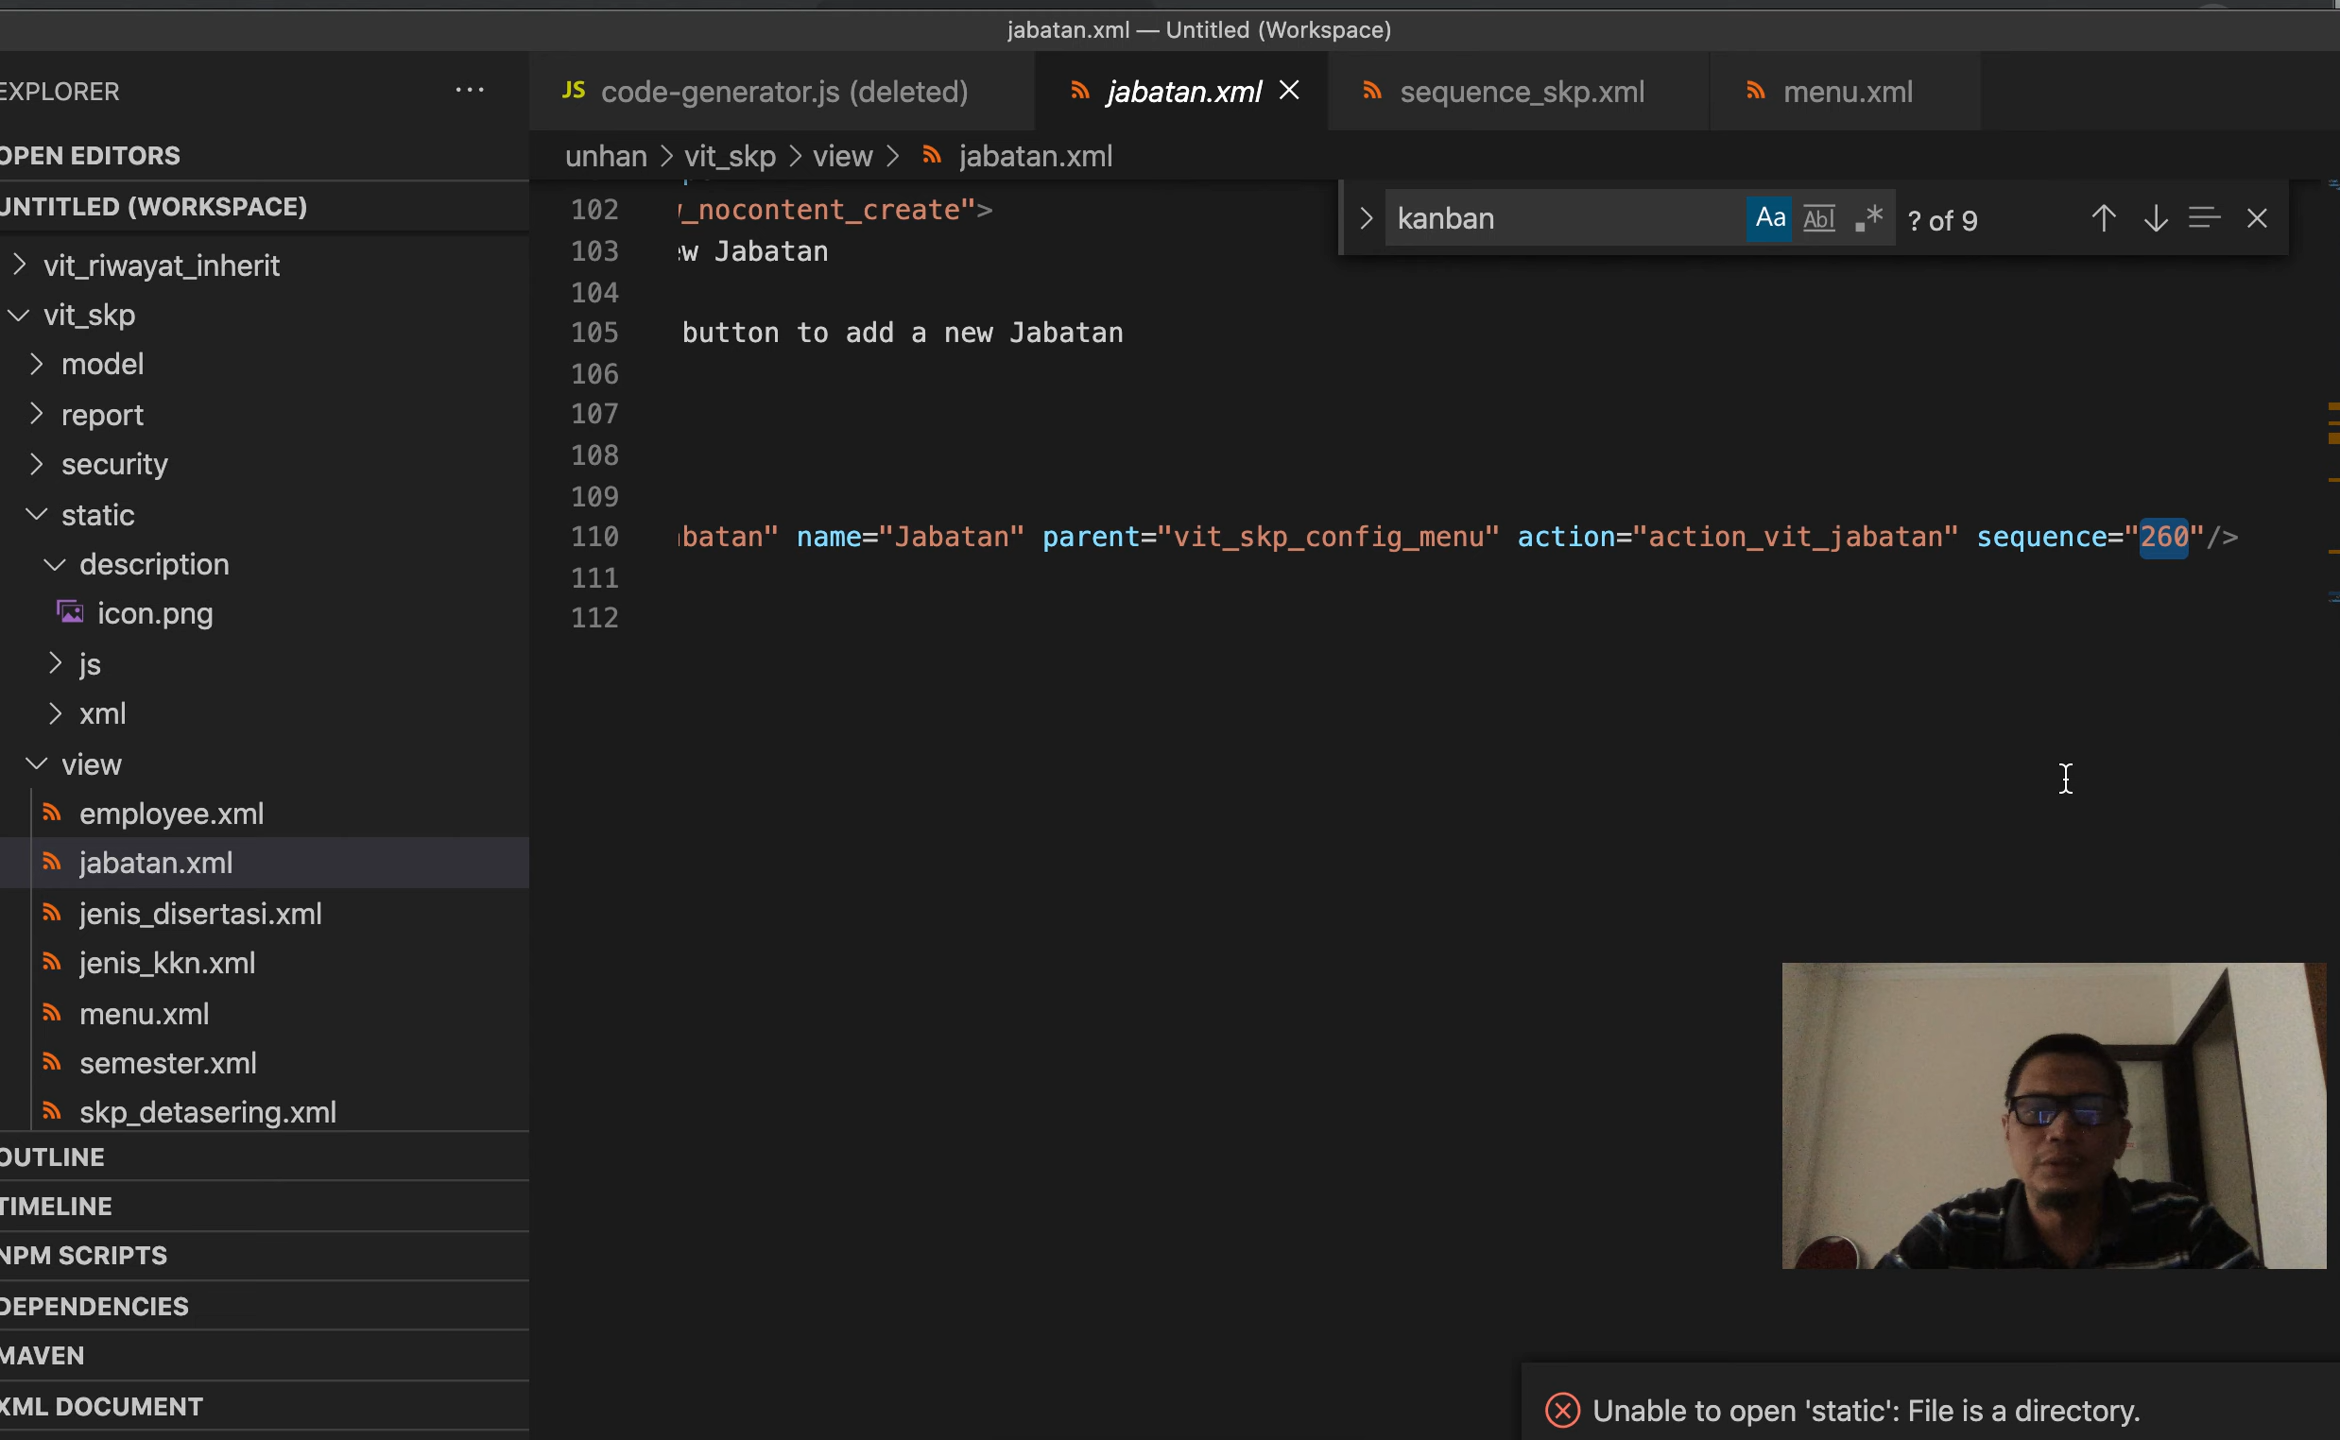 jabatan.xml — Untitled (Workspace)
EXPLORER
JS code-generator.js (deleted)
jabatan.xml
sequence_skp.xml
menu.xml
OPEN EDITORS
UNTITLED (WORKSPACE)
unhan > vit_skp > view > jabatan.xml
kanban
Aa
Abl
.*
? of 9
vit_riwayat_inherit
vit_skp
model
report
security
static
description
icon.png
js
xml
view
employee.xml
jabatan.xml
jenis_disertasi.xml
jenis_kkn.xml
menu.xml
semester.xml
skp_detasering.xml
OUTLINE
TIMELINE
NPM SCRIPTS
DEPENDENCIES
MAVEN
XML DOCUMENT
102 _nocontent_create">
103 ew Jabatan
104
105 button to add a new Jabatan
106
107
108
109
110 batan" name="Jabatan" parent="vit_skp_config_menu" action="action_vit_jabatan" sequence="260"/>
111
112
Unable to open 'static': File is a directory.